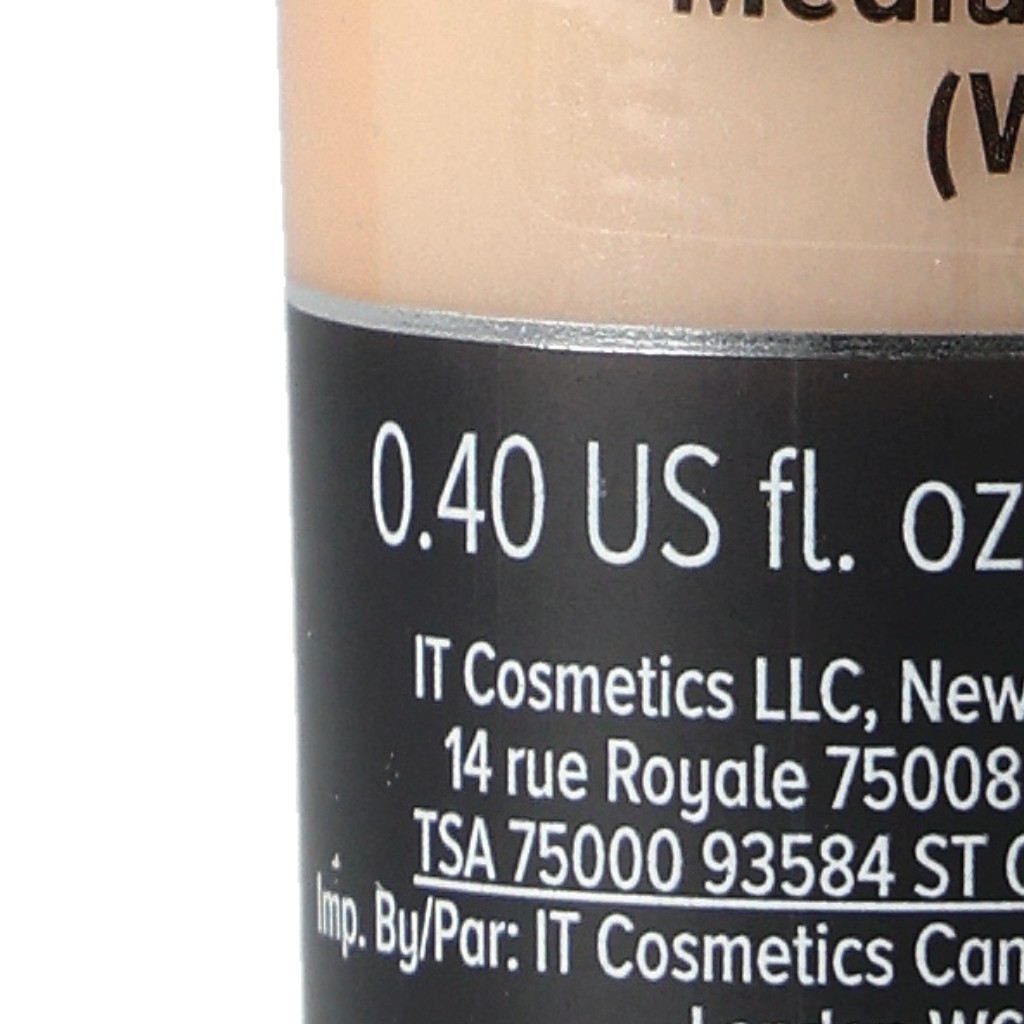 (
0.40 US fl. oz
IT Cosmetics LLC, New
14 rue Royale 75008
TSA 75000 93584 ST
Imp. By/Par: IT Cosmetics